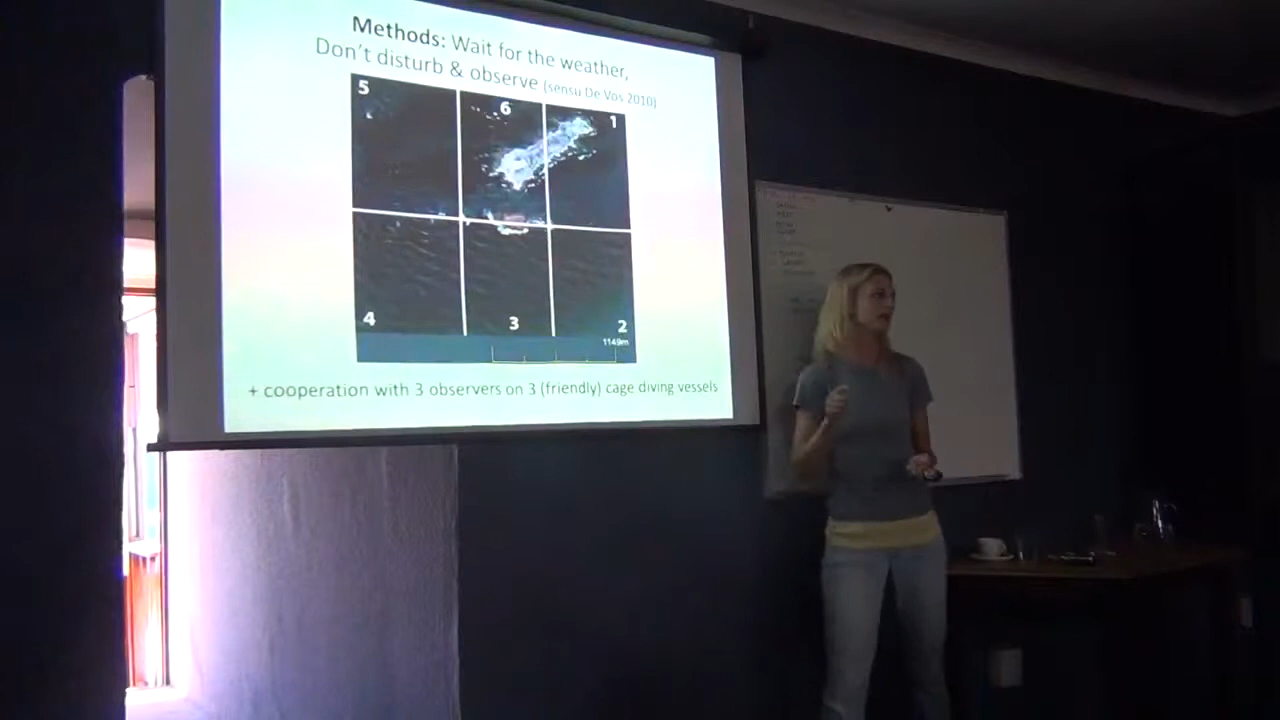 Methods: Wait for the weather,
Don't disturb & observe (sensu De Vos 2010)
5
6
1
4
3
2
1149m
+ cooperation with 3 observers on 3 (friendly) cage diving vessels